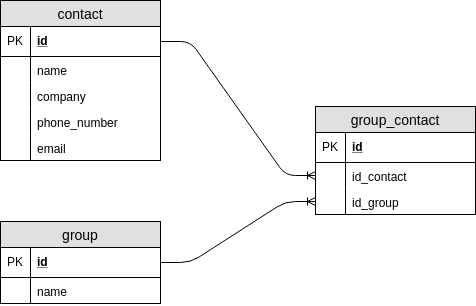 contact
PK id
name
company
phone_number
email
group_contact
PK id
id_contact
id_group
group
PK id
name